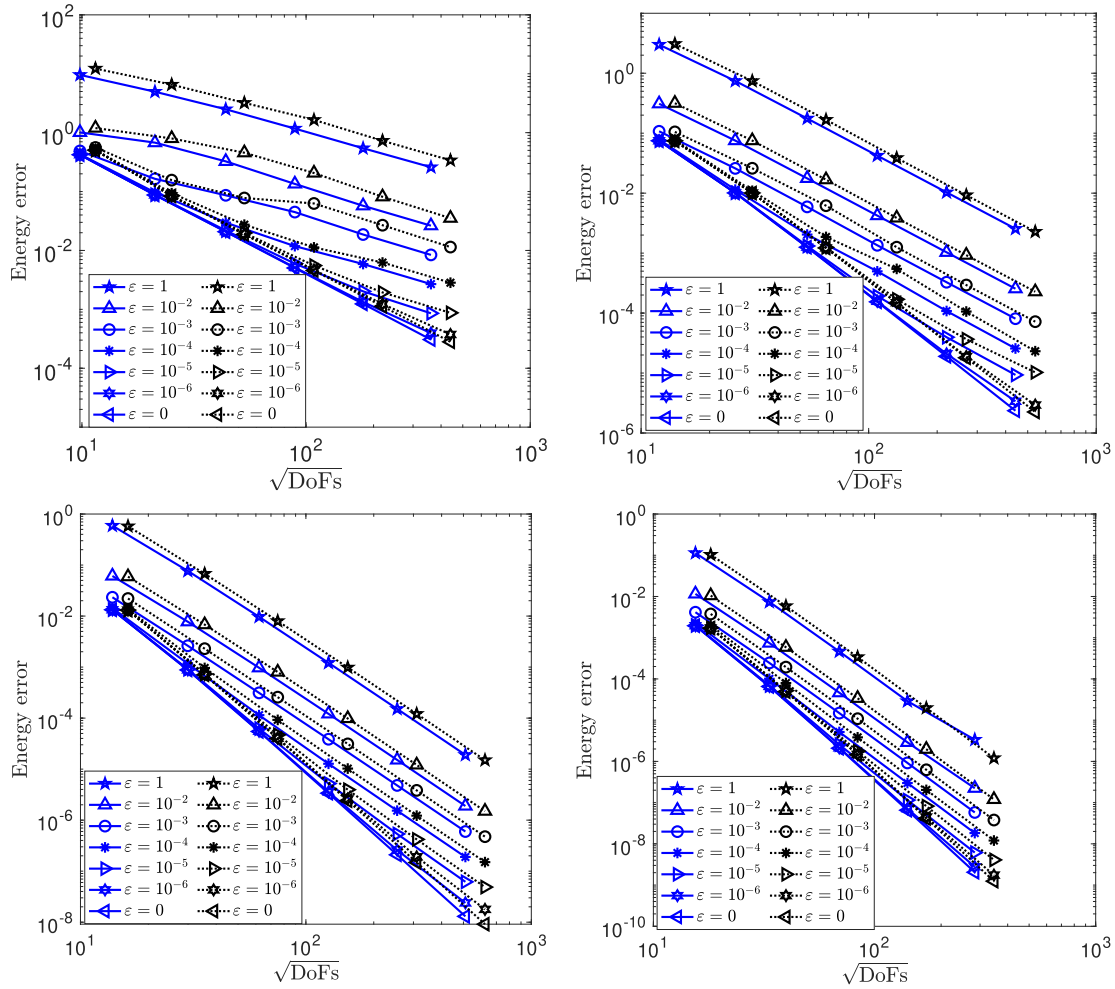 10^2
10^0
10^-2
10^-4
Energy error
ε = 1 ε = 1
ε = 10^-2 ε = 10^-2
ε = 10^-3 ε = 10^-3
ε = 10^-4 ε = 10^-4
ε = 10^-5 ε = 10^-5
ε = 10^-6 ε = 10^-6
ε = 0 ε = 0
10^1 10^2 10^3
√DoFs
10^0
10^-2
10^-4
10^-6
Energy error
ε = 1 ε = 1
ε = 10^-2 ε = 10^-2
ε = 10^-3 ε = 10^-3
ε = 10^-4 ε = 10^-4
ε = 10^-5 ε = 10^-5
ε = 10^-6 ε = 10^-6
ε = 0 ε = 0
10^2 10^3
√DoFs
10^0
10^-2
10^-4
10^-6
10^-8
Energy error
ε = 1 ε = 1
ε = 10^-2 ε = 10^-2
ε = 10^-3 ε = 10^-3
ε = 10^-4 ε = 10^-4
ε = 10^-5 ε = 10^-5
ε = 10^-6 ε = 10^-6
ε = 0 ε = 0
10^1 10^2 10^3
√DoFs
10^0
10^-2
10^-4
10^-6
10^-8
10^-10
Energy error
ε = 1 ε = 1
ε = 10^-2 ε = 10^-2
ε = 10^-3 ε = 10^-3
ε = 10^-4 ε = 10^-4
ε = 10^-5 ε = 10^-5
ε = 10^-6 ε = 10^-6
ε = 0 ε = 0
10^1 10^2 10^3
√DoFs